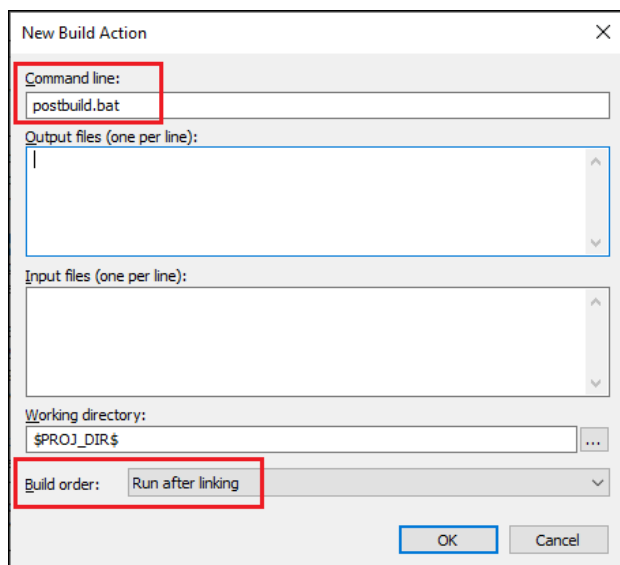 New Build Action
Command line:
postbuild.bat
Output files (one per line):
Input files (one per line):
Working directory:
$PROJ_DIR$
...
Build order: Run after linking
OK Cancel